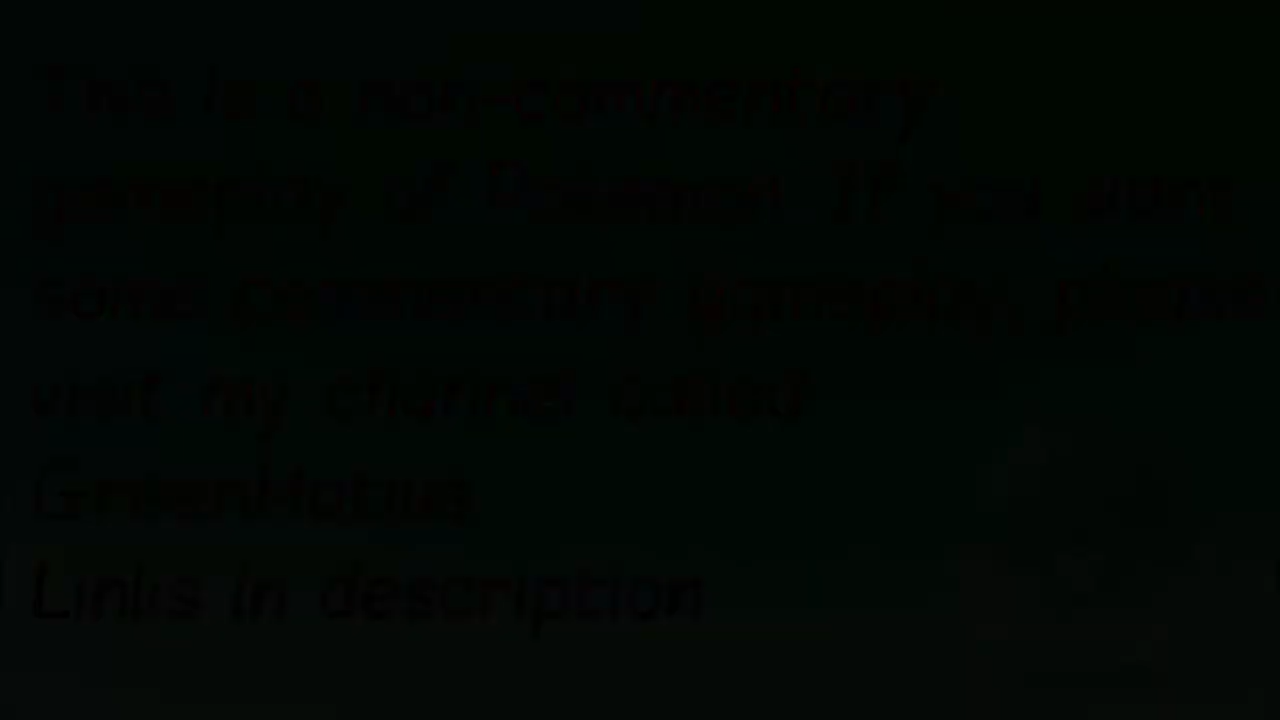 This is a non-commentary
gameplay of Pokemon. If you want
some commentary gameplay, please
visit my channel called
Links in description